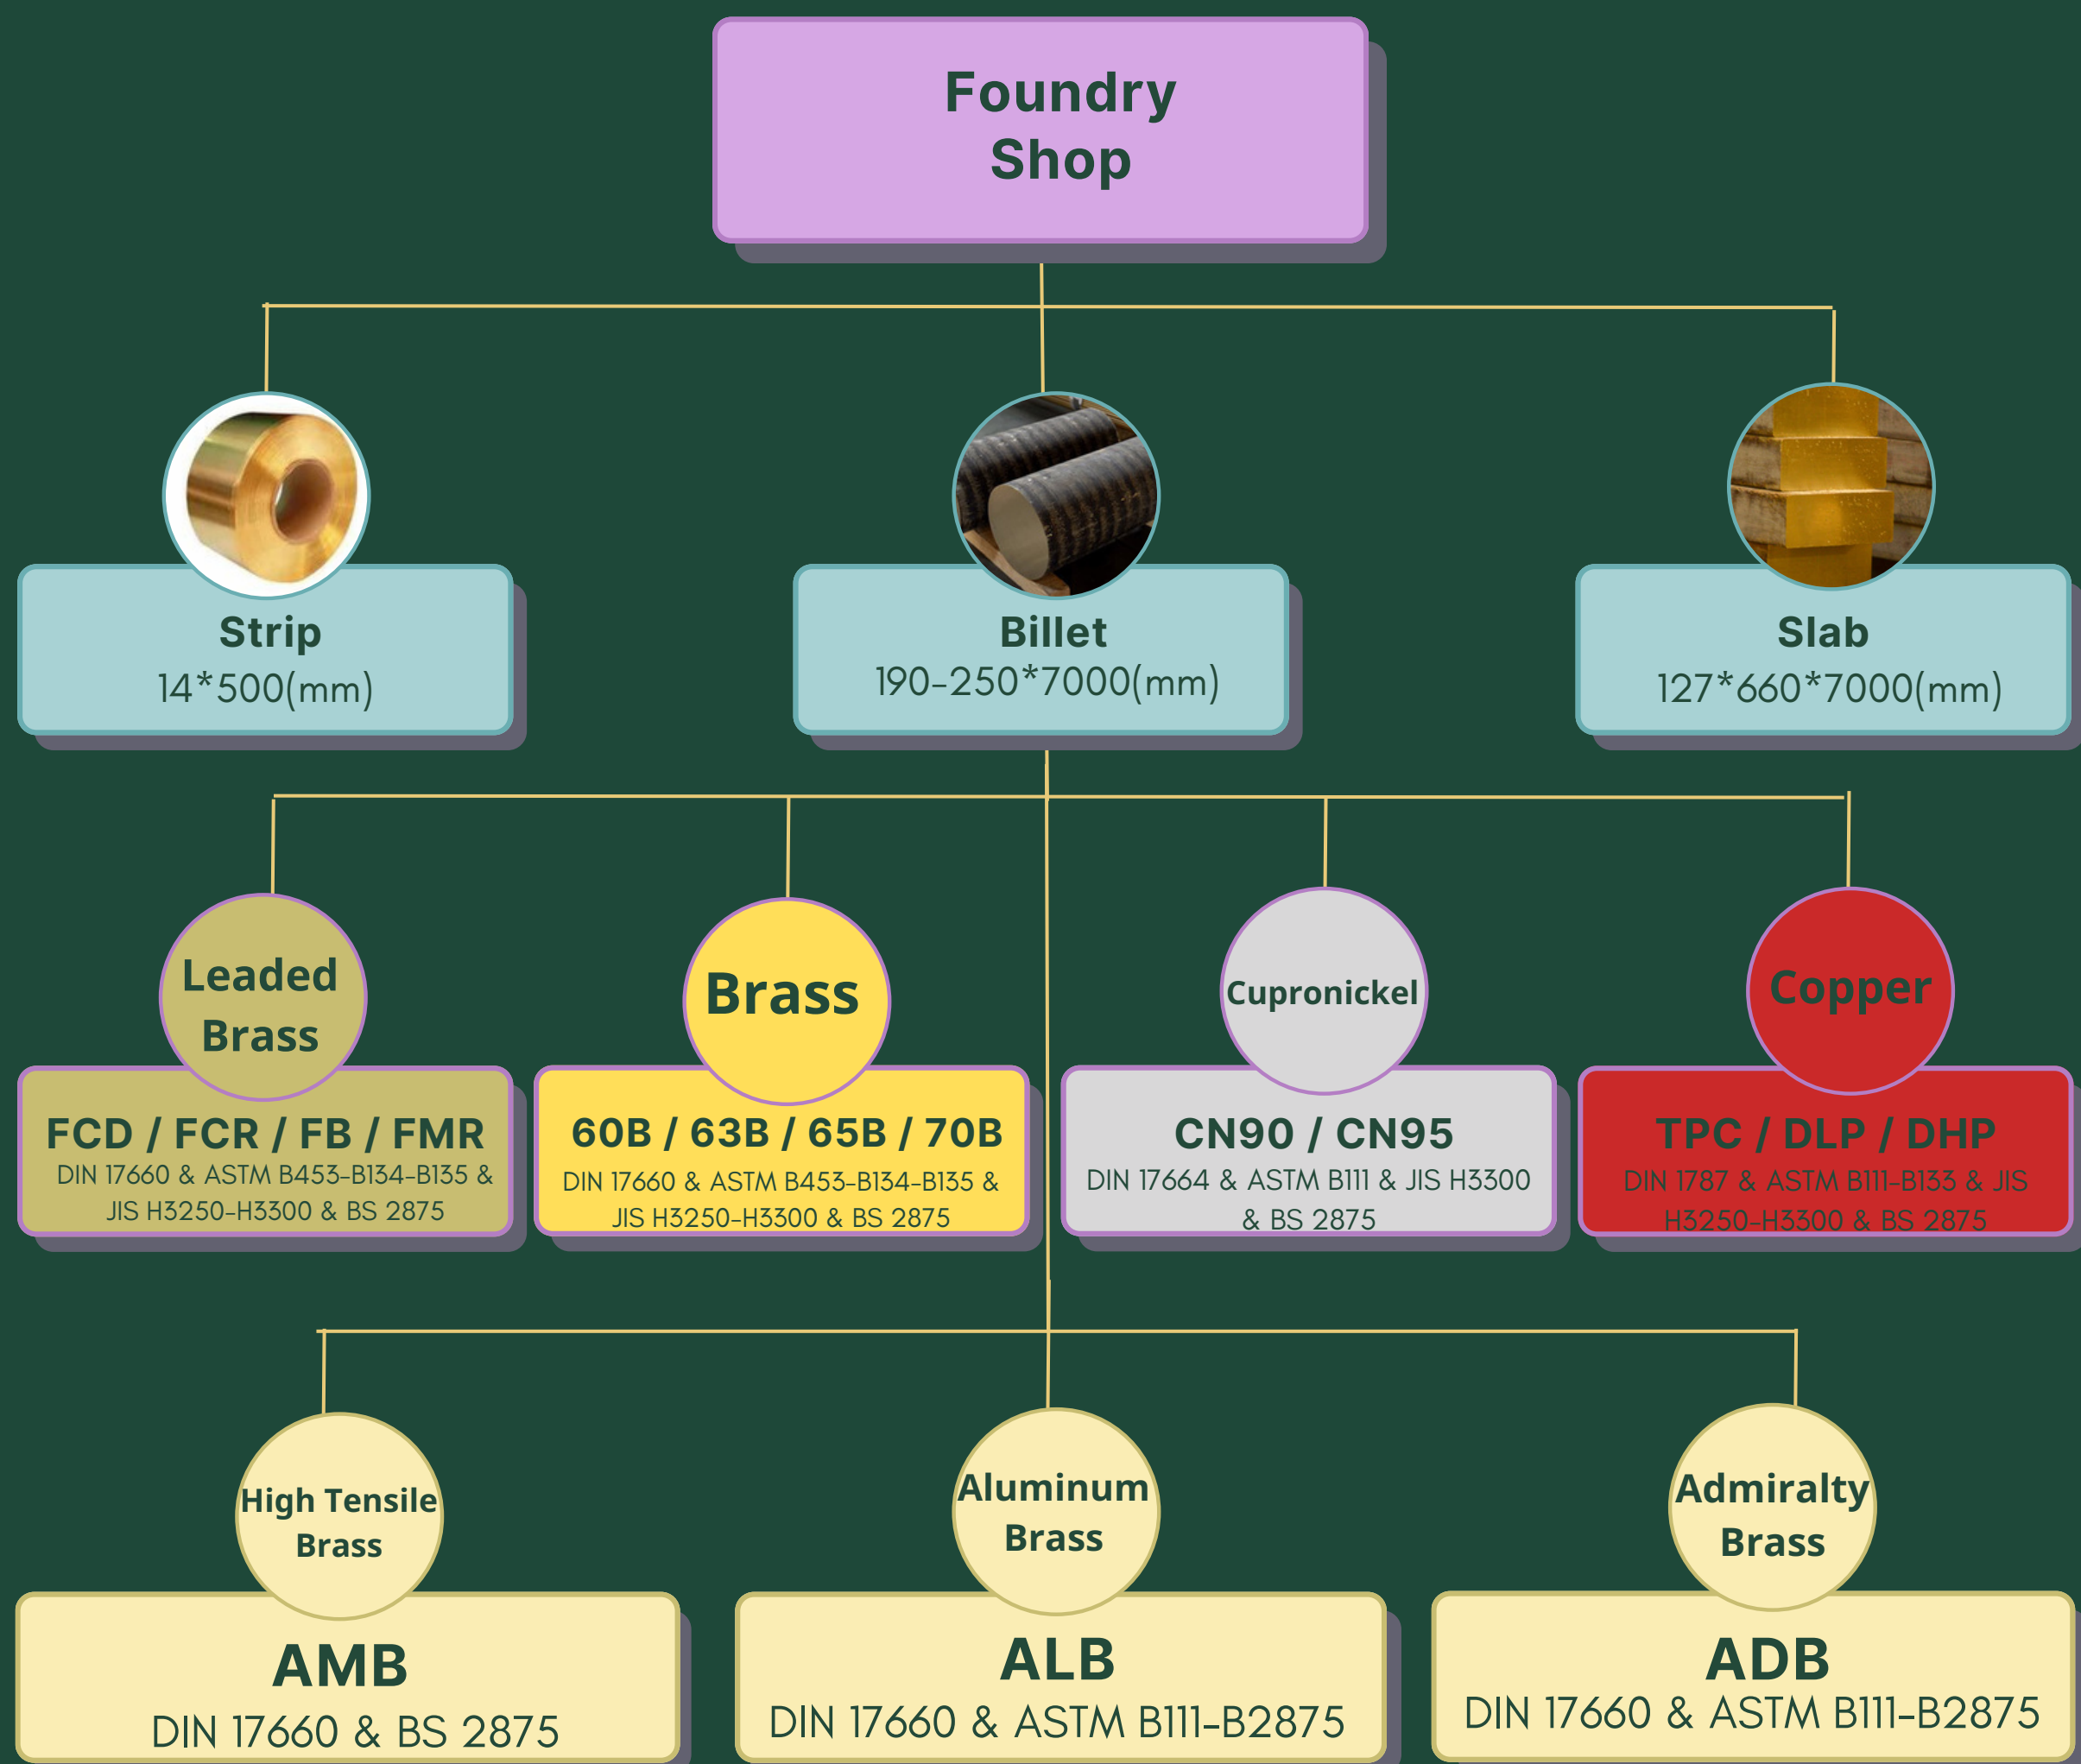 Foundry
Shop
Strip
14*500(mm)
Billet
190-250*7000(mm)
Slab
127*660*7000(mm)
Leaded
Brass
FCD / FCR / FB / FMR
DIN 17660 & ASTM B453-B134-B135 &
JIS H3250-H3300 & BS 2875
Brass
60B / 63B / 65B / 70B
DIN 17660 & ASTM B453-B134-B135 &
JIS H3250-H3300 & BS 2875
Cupronickel
CN90 / CN95
DIN 17664 & ASTM B111 & JIS H3300
& BS 2875
Copper
TPC / DLP / DHP
DIN 1787 & ASTM B111-B133 & JIS
H3250-H3300 & BS 2875
High Tensile
Brass
AMB
DIN 17660 & BS 2875
Aluminum
Brass
ALB
DIN 17660 & ASTM B111-B2875
Admiralty
Brass
ADB
DIN 17660 & ASTM B111-B2875